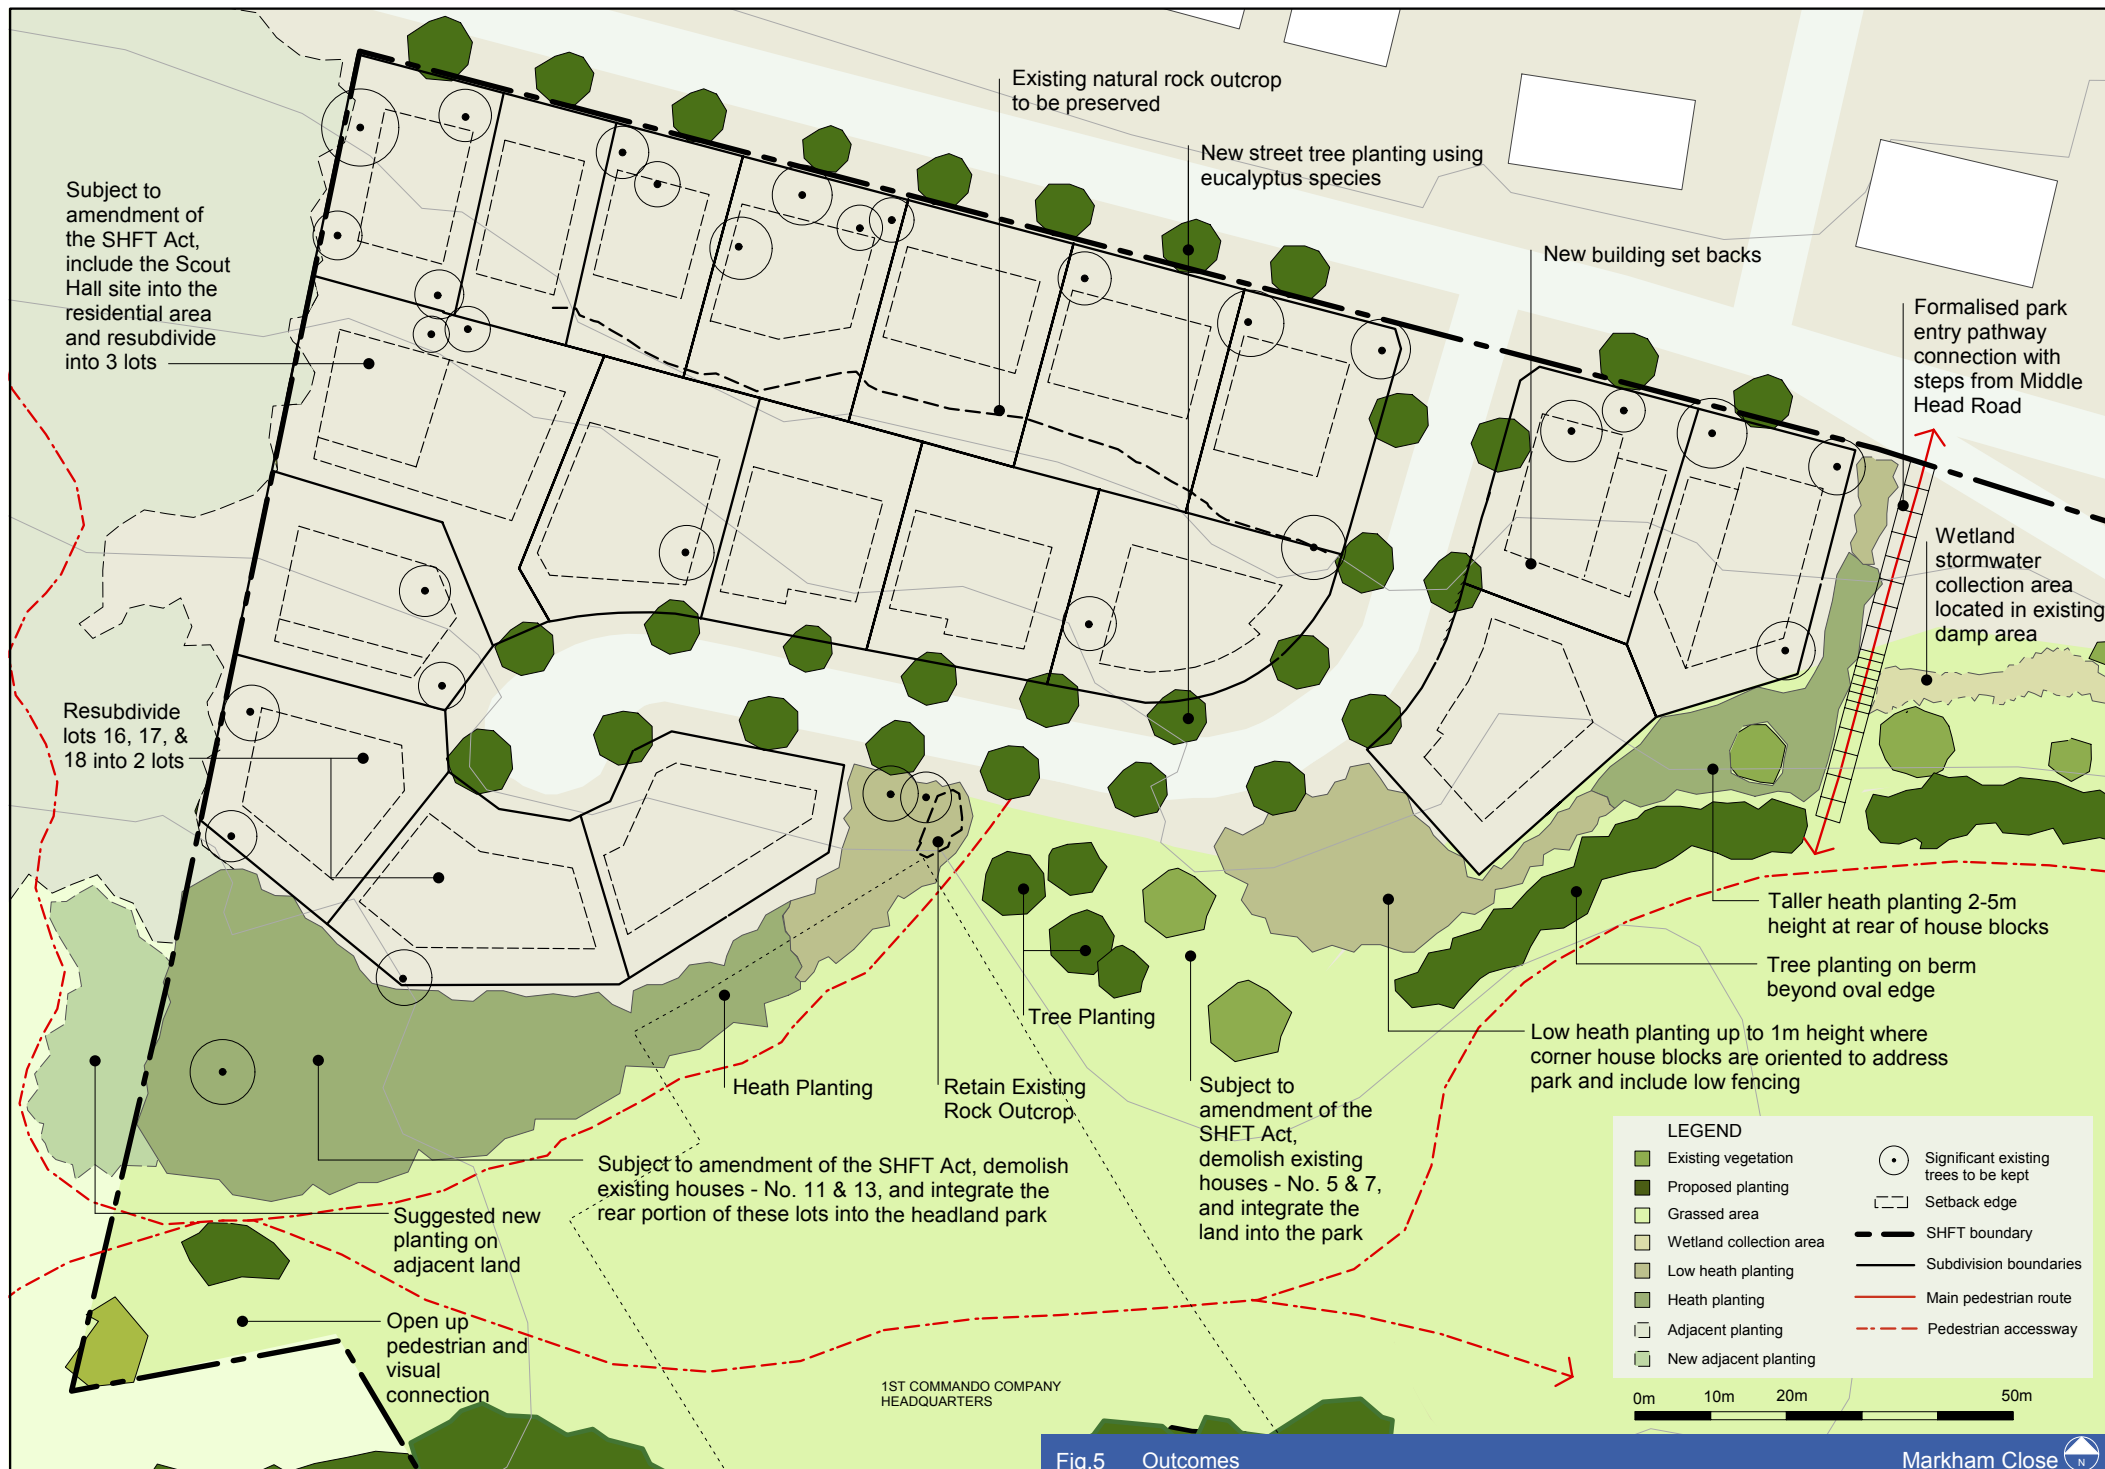 Existing natural rock outcrop
to be preserved
New street tree planting using
eucalyptus species
New building set backs
Subject to
amendment of
the SHFT Act,
include the Scout
Hall site into the
residential area
and resubdivide
into 3 lots
Formalised park
entry pathway
connection with
steps from Middle
Head Road
Wetland
stormwater
collection area
located in existing
damp area
Resubdivide
lots 16, 17, &
18 into 2 lots
Taller heath planting 2-5m
height at rear of house blocks
Tree planting on berm
beyond oval edge
Tree Planting
Low heath planting up to 1m height where
corner house blocks are oriented to address
park and include low fencing
Heath Planting
Retain Existing
Rock Outcrop
Subject to
amendment of the
SHFT Act,
demolish existing
houses - No. 5 & 7,
and integrate the
land into the park
Subject to amendment of the SHFT Act, demolish
existing houses - No. 11 & 13, and integrate the
rear portion of these lots into the headland park
Suggested new
planting on
adjacent land
Open up
pedestrian and
visual
connection
1ST COMMANDO COMPANY
HEADQUARTERS
LEGEND
Existing vegetation
Proposed planting
Grassed area
Wetland collection area
Low heath planting
Heath planting
Adjacent planting
New adjacent planting
Significant existing
trees to be kept
Setback edge
SHFT boundary
Subdivision boundaries
Main pedestrian route
Pedestrian accessway
0m 10m 20m 50m
Fig.5 Outcomes Markham Close
N